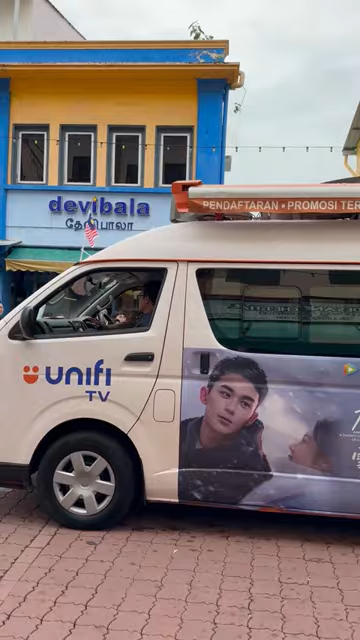 devibala
தேவிபாலா
PENDAFTARAN • PROMOSI TER
unifi
TV